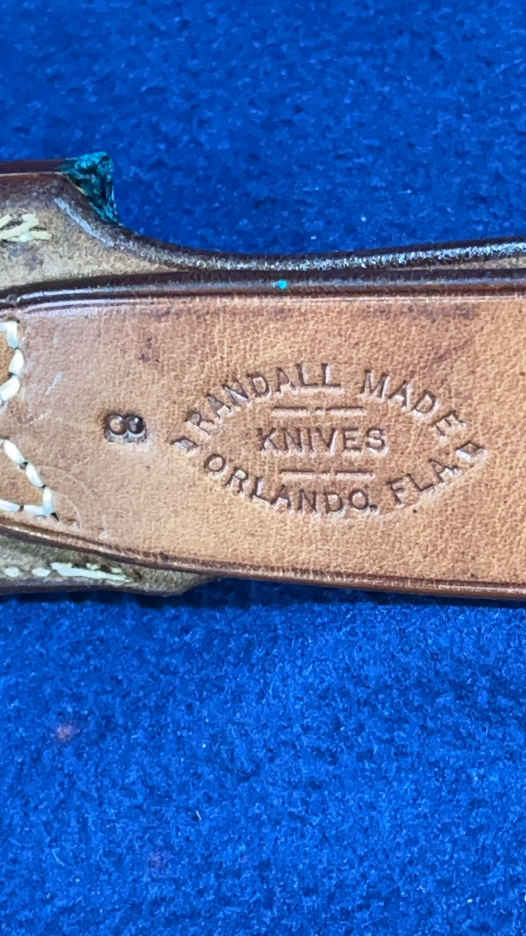 8
RANDALL MADE
KNIVES
ORLANDO, FLA.